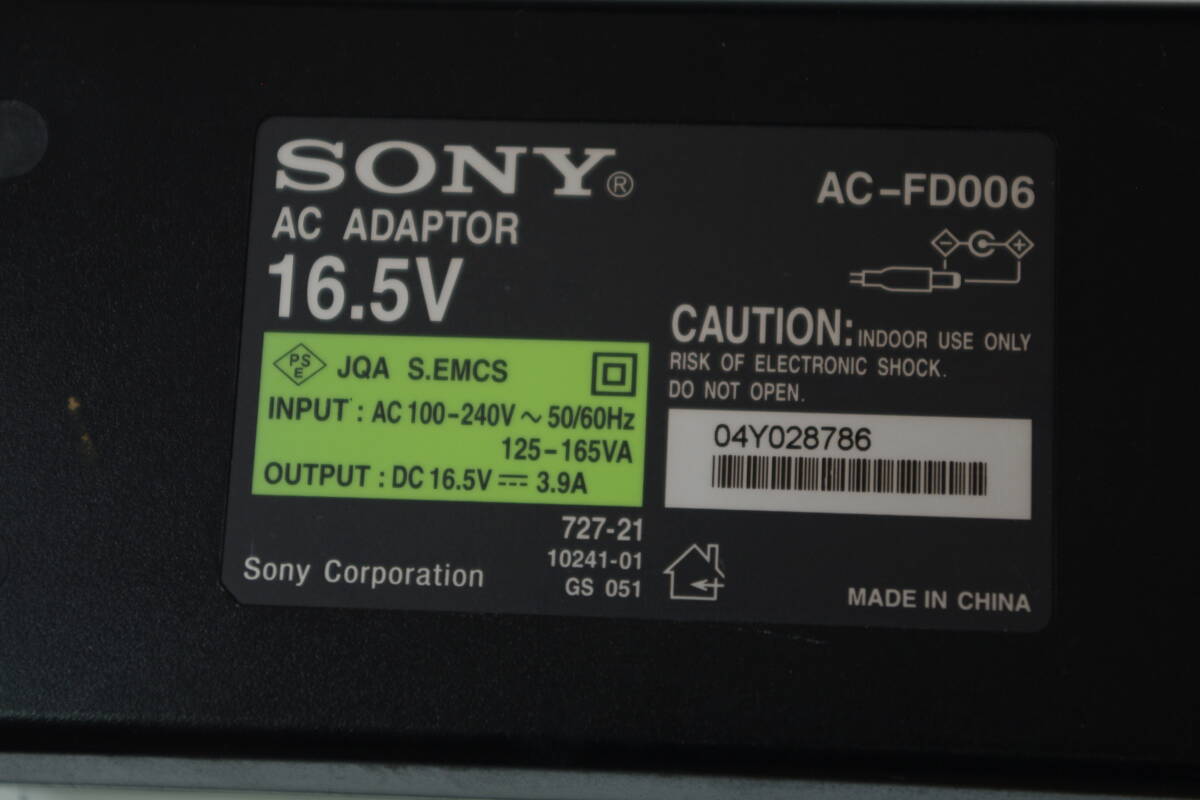 SONY®
AC ADAPTOR
16.5V
AC-FD006
PSE JQA S.EMCS
INPUT : AC 100-240V ~ 50/60Hz
125-165VA
OUTPUT : DC 16.5V ⎓ 3.9A
CAUTION: INDOOR USE ONLY
RISK OF ELECTRONIC SHOCK.
DO NOT OPEN.
04Y028786
727-21
10241-01
GS 051
Sony Corporation
MADE IN CHINA